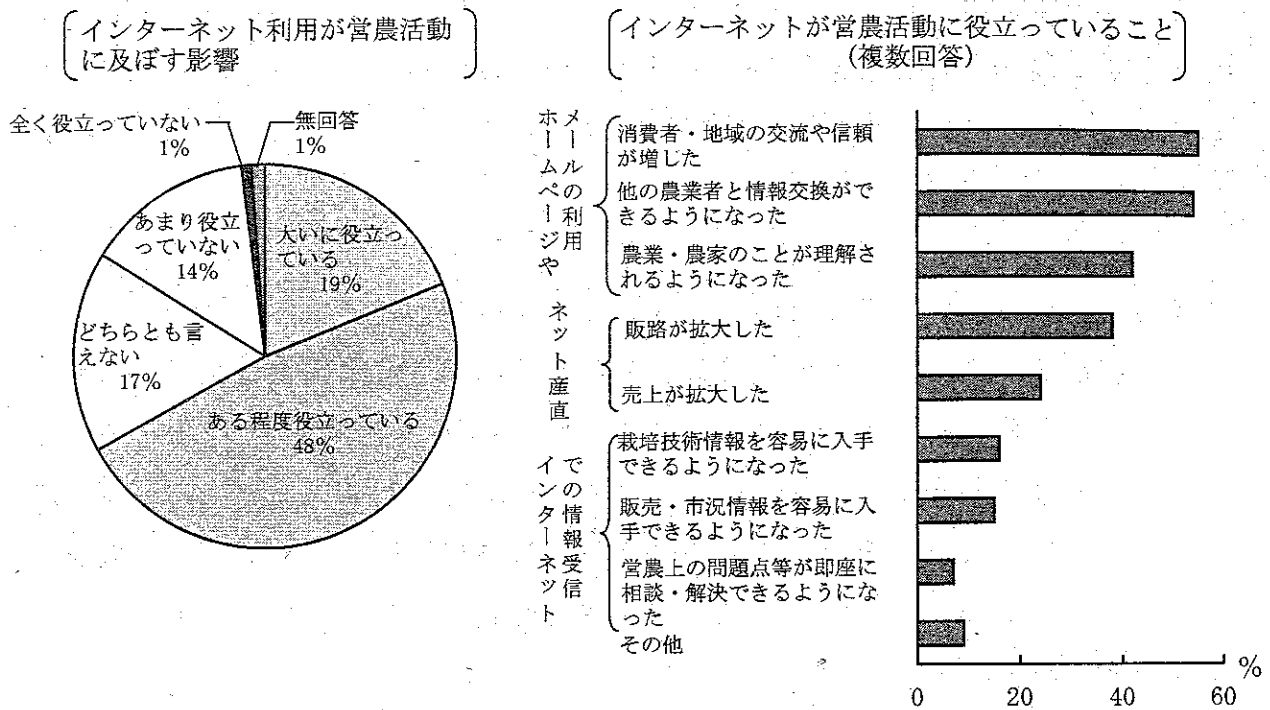 インターネット利用が営農活動
に及ぼす影響
全く役立っていない
1%
無回答
1%
あまり役立
っていない
14%
大いに役立っ
ている
19%
どちらとも言
えない
17%
ある程度役立っている
48%
インターネットが営農活動に役立っていること
(複数回答)
ホームページや
メールの利用
消費者・地域の交流や信頼
が増した
他の農業者と情報交換がで
きるようになった
農業・農家のことが理解さ
れるようになった
ネット産直
販路が拡大した
売上が拡大した
インターネット
での情報受信
栽培技術情報を容易に入手
できるようになった
販売・市況情報を容易に入
手できるようになった
営農上の問題点等が即座に
相談・解決できるようにな
った
その他
0 20 40 60 %